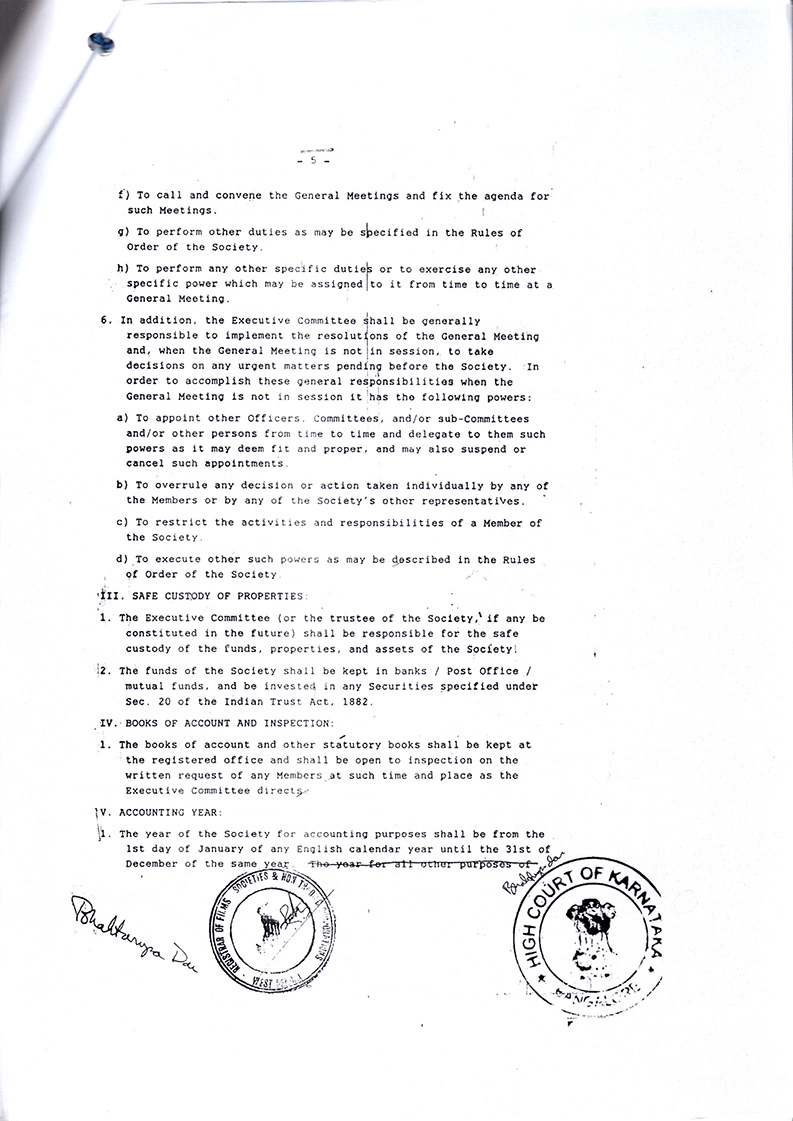 - 5 -
f) To call and convene the General Meetings and fix the agenda for
such Meetings.
g) To perform other duties as may be specified in the Rules of
Order of the Society.
h) To perform any other specific duties or to exercise any other
specific power which may be assigned to it from time to time at a
General Meeting.
6. In addition, the Executive Committee shall be generally
responsible to implement the resolutions of the General Meeting
and, when the General Meeting is not in session, to take
decisions on any urgent matters pending before the Society. In
order to accomplish these general responsibilities when the
General Meeting is not in session it has the following powers:
a) To appoint other Officers, Committees, and/or sub-Committees
and/or other persons from time to time and delegate to them such
powers as it may deem fit and proper, and may also suspend or
cancel such appointments.
b) To overrule any decision or action taken individually by any of
the Members or by any of the Society's other representatives.
c) To restrict the activities and responsibilities of a Member of
the Society.
d) To execute other such powers as may be described in the Rules
of Order of the Society.
III. SAFE CUSTODY OF PROPERTIES:
1. The Executive Committee (or the trustee of the Society, if any be
constituted in the future) shall be responsible for the safe
custody of the funds, properties, and assets of the Society.
2. The funds of the Society shall be kept in banks / Post Office /
mutual funds, and be invested in any Securities specified under
Sec. 20 of the Indian Trust Act, 1882.
IV. BOOKS OF ACCOUNT AND INSPECTION:
1. The books of account and other statutory books shall be kept at
the registered office and shall be open to inspection on the
written request of any Members at such time and place as the
Executive Committee directs.
V. ACCOUNTING YEAR:
1. The year of the Society for accounting purposes shall be from the
1st day of January of any English calendar year until the 31st of
December of the same year. The year for all other purposes of
REGISTRAR OF FILMS SOCIETIES &
HIGH COURT OF KARNATAKA
BANGALORE